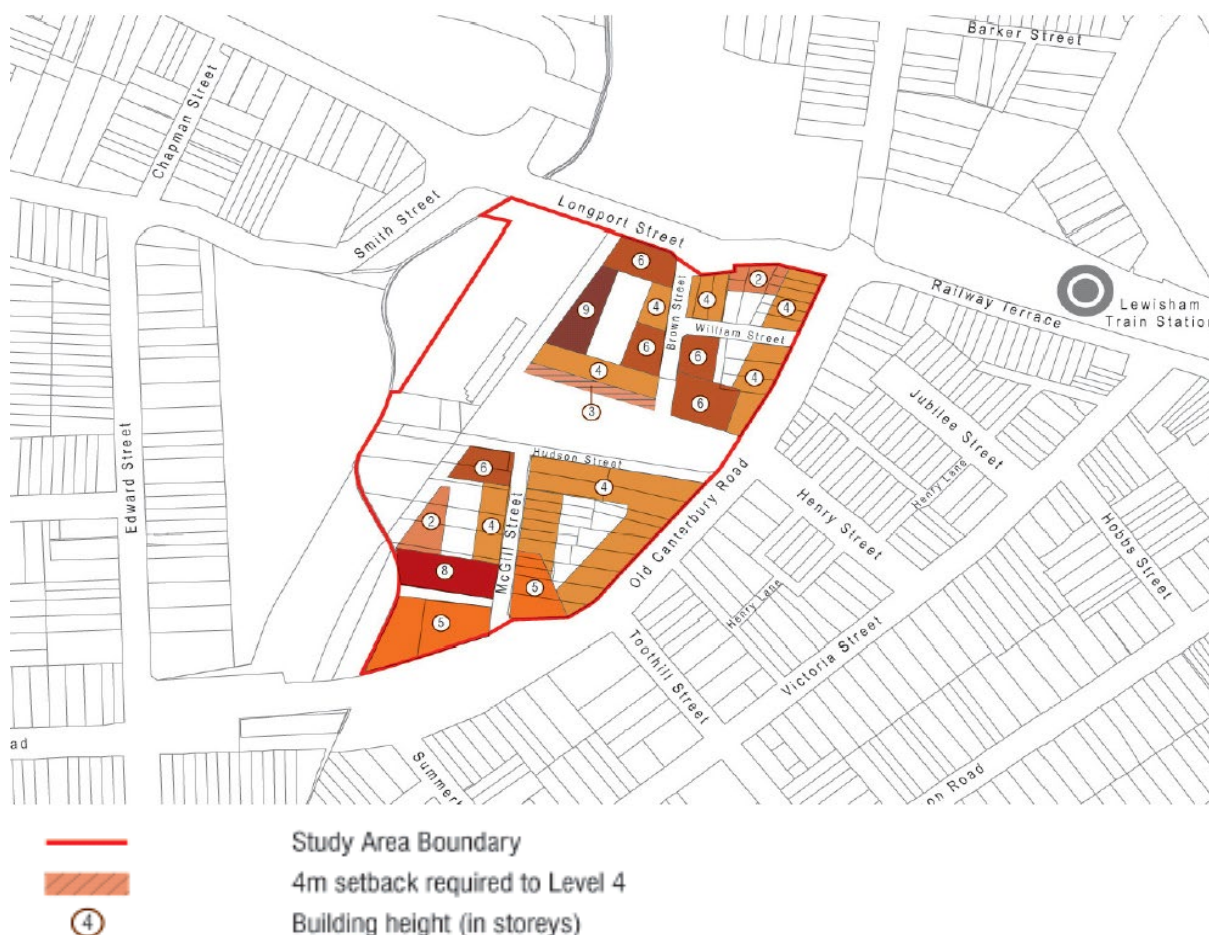 Barker Street
Chapman Street
Smith Street
Longport Street
Railway Terrace
Lewisham
Train Station
6
2
4
4
4
9
Brown Street
William Street
6
6
4
4
6
3
Jubilee Street
Edward Street
Hudson Street
6
4
Henry Lane
Old Canterbury Road
Henry Street
Hobbs Street
2
4
McGill Street
8
5
Henry Lane
5
Toothill Street
Victoria Street
ad
Summert
on Road
Study Area Boundary
4m setback required to Level 4
4
Building height (in storeys)